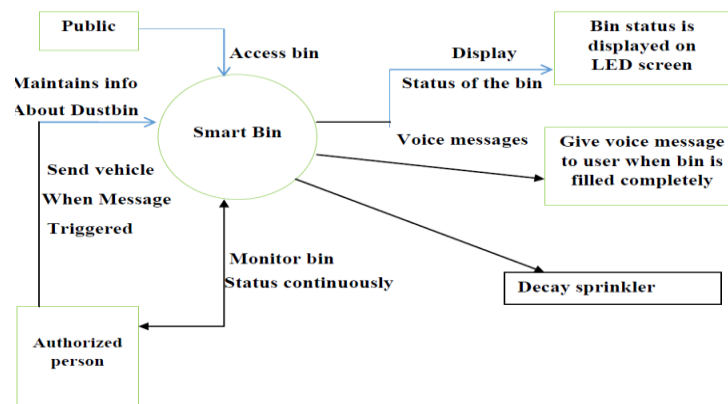 Public
Access bin
Display
Status of the bin
Bin status is
displayed on
LED screen
Maintains info
About Dustbin
Smart Bin
Voice messages
Give voice message
to user when bin is
filled completely
Send vehicle
When Message
Triggered
Monitor bin
Status continuously
Decay sprinkler
Authorized
person